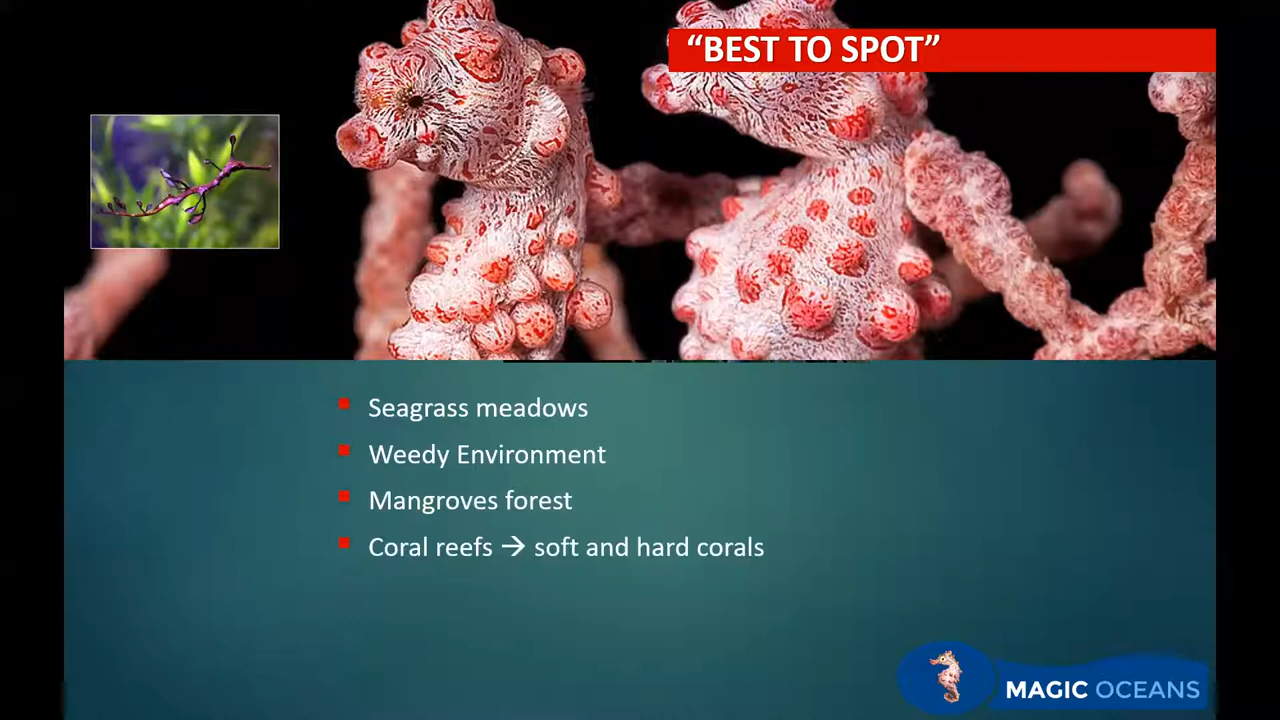 “BEST TO SPOT”
Seagrass meadows
Weedy Environment
Mangroves forest
Coral reefs → soft and hard corals
MAGIC OCEANS